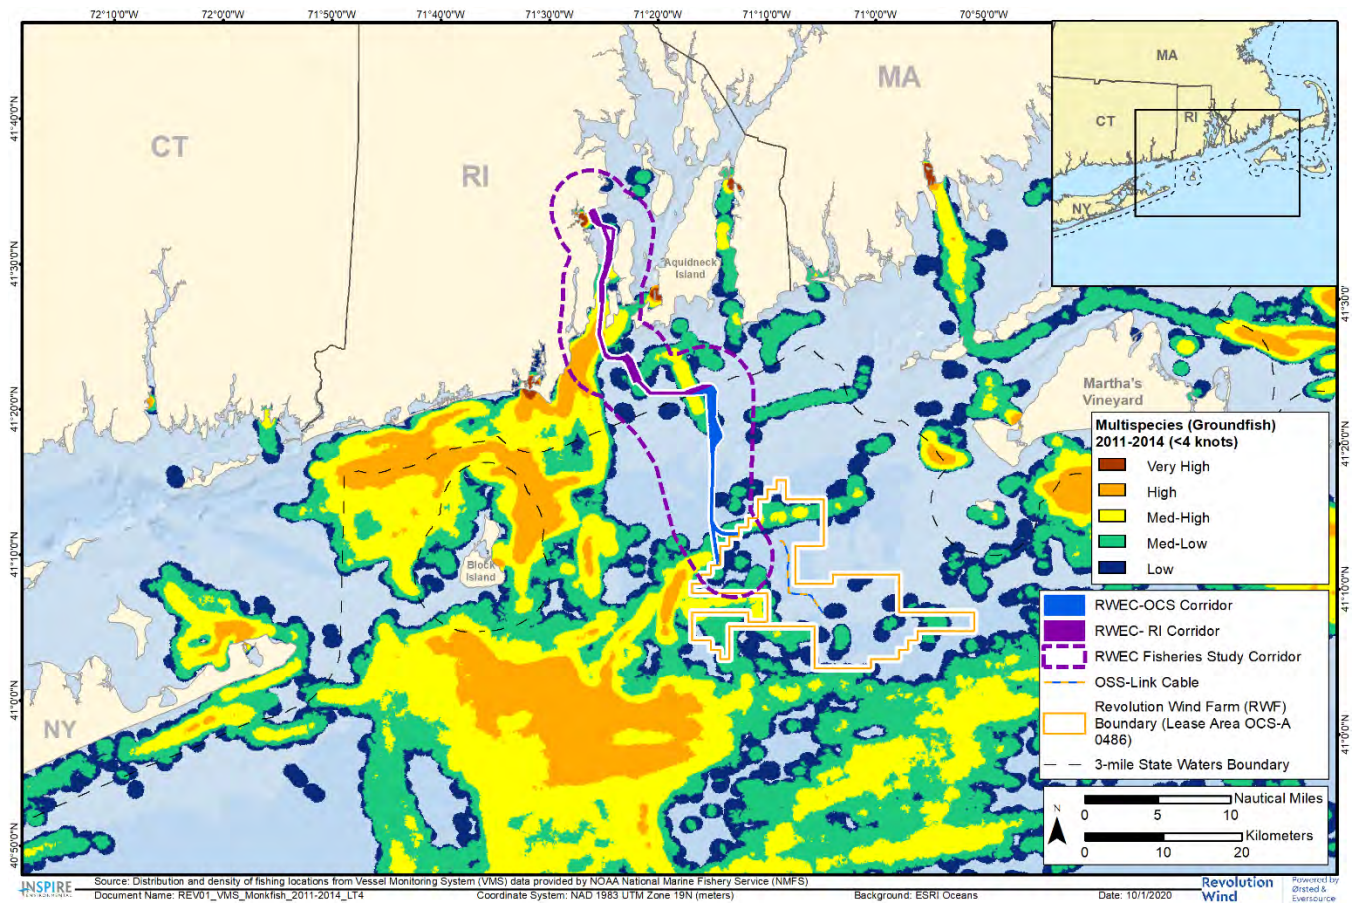 72°10'0"W 72°0'0"W 71°50'0"W 71°40'0"W 71°30'0"W 71°20'0"W 71°10'0"W 71°0'0"W 70°50'0"W
MA
CT
RI
NY
CT
RI
MA
NY
Aquidneck
Island
Block
Island
Martha's
Vineyard
41°40'0"N
41°30'0"N
41°20'0"N
41°10'0"N
41°0'0"N
40°50'0"N
41°30'0"
41°20'0"N
41°10'0"N
41°0'0"N
Multispecies (Groundfish)
2011-2014 (<4 knots)
Very High
High
Med-High
Med-Low
Low
RWEC-OCS Corridor
RWEC- RI Corridor
RWEC Fisheries Study Corridor
OSS-Link Cable
Revolution Wind Farm (RWF)
Boundary (Lease Area OCS-A
0486)
3-mile State Waters Boundary
N
Nautical Miles
0 5 10
Kilometers
0 10 20
INSPIRE
ENVIRONMENTAL
Source: Distribution and density of fishing locations from Vessel Monitoring System (VMS) data provided by NOAA National Marine Fishery Service (NMFS)
Document Name: REV01_VMS_Monkfish_2011-2014_LT4 Coordinate System: NAD 1983 UTM Zone 19N (meters) Background: ESRI Oceans Date: 10/1/2020
Revolution
Wind
Powered by
Ørsted &
Eversource